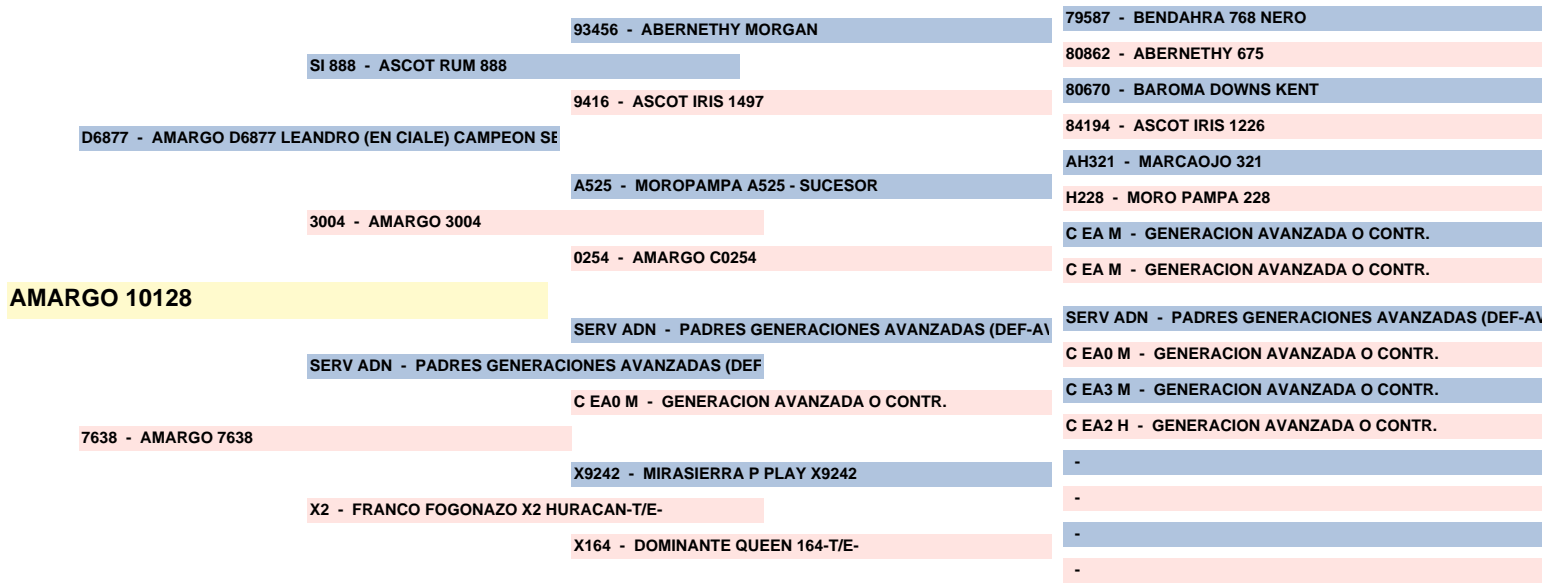 93456 - ABERNETHY MORGAN
79587 - BENDAHRA 768 NERO
80862 - ABERNETHY 675
SI 888 - ASCOT RUM 888
9416 - ASCOT IRIS 1497
80670 - BAROMA DOWNS KENT
84194 - ASCOT IRIS 1226
D6877 - AMARGO D6877 LEANDRO (EN CIALE) CAMPEON SE
A525 - MOROPAMPA A525 - SUCESOR
AH321 - MARCAOJO 321
H228 - MORO PAMPA 228
3004 - AMARGO 3004
0254 - AMARGO C0254
C EA M - GENERACION AVANZADA O CONTR.
C EA M - GENERACION AVANZADA O CONTR.
AMARGO 10128
SERV ADN - PADRES GENERACIONES AVANZADAS (DEF-AV
SERV ADN - PADRES GENERACIONES AVANZADAS (DEF-AV
C EA0 M - GENERACION AVANZADA O CONTR.
SERV ADN - PADRES GENERACIONES AVANZADAS (DEF
C EA0 M - GENERACION AVANZADA O CONTR.
C EA3 M - GENERACION AVANZADA O CONTR.
C EA2 H - GENERACION AVANZADA O CONTR.
7638 - AMARGO 7638
X9242 - MIRASIERRA P PLAY X9242
-
-
X2 - FRANCO FOGONAZO X2 HURACAN-T/E-
X164 - DOMINANTE QUEEN 164-T/E-
-
-